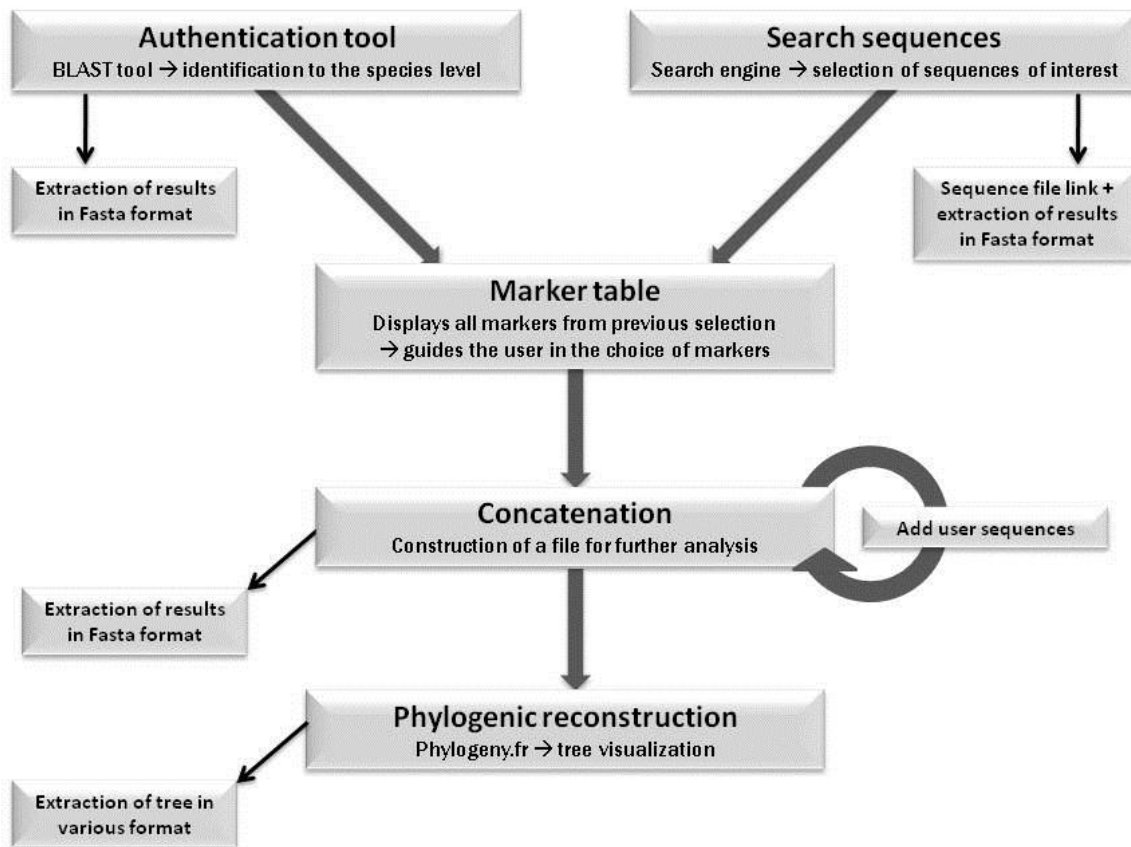 Authentication tool
BLAST tool → identification to the species level
Search sequences
Search engine → selection of sequences of interest
Extraction of results
in Fasta format
Sequence file link +
extraction of results
in Fasta format
Marker table
Displays all markers from previous selection
→ guides the user in the choice of markers
Concatenation
Construction of a file for further analysis
Add user sequences
Extraction of results
in Fasta format
Phylogenic reconstruction
Phylogeny.fr → tree visualization
Extraction of tree in
various format